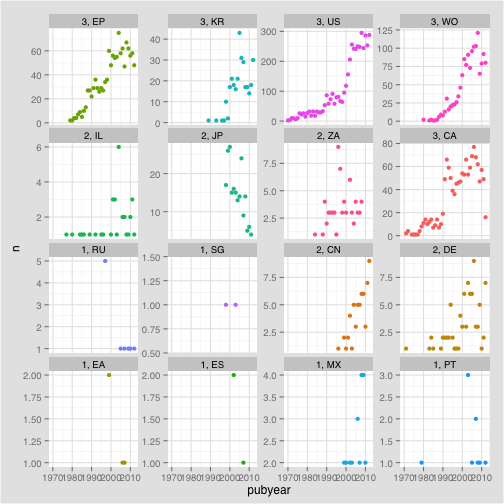 3, EP 3, KR 3, US 3, WO
60 40 300 125
40 30 200 100
20 20 100 75
0 10 0 50
0 25
0
2, IL 2, JP 2, ZA 3, CA
6 20 7.5 80
4 10 5.0 60
2 2.5 40
20
0
n
1, RU 1, SG 2, CN 2, DE
5 1.50 7.5 7.5
4 1.25 5.0 5.0
3 1.00 2.5 2.5
2 0.75
1 0.50
1, EA 1, ES 1, MX 1, PT
2.00 2.00 4.0 3.0
1.75 1.75 3.5 2.5
1.50 1.50 3.0 2.0
1.25 1.25 2.5 1.5
1.00 1.00 2.0 1.0
1970 1980 1990 2000 2010 1970 1980 1990 2000 2010 1970 1980 1990 2000 2010 1970 1980 1990 2000 2010
pubyear